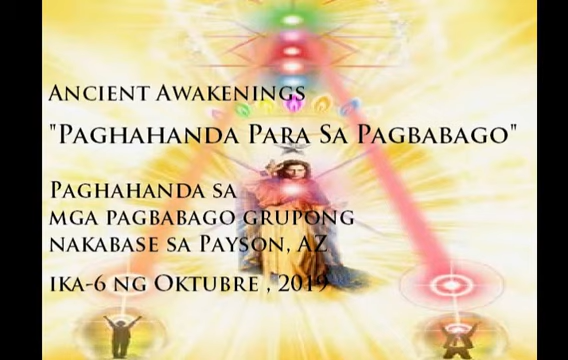 Ancient Awakenings
"Paghahanda Para Sa Pagbabago"
Paghahanda sa
mga pagbabago grupong
nakabase sa Payson, AZ
ika-6 ng Oktubre , 2019